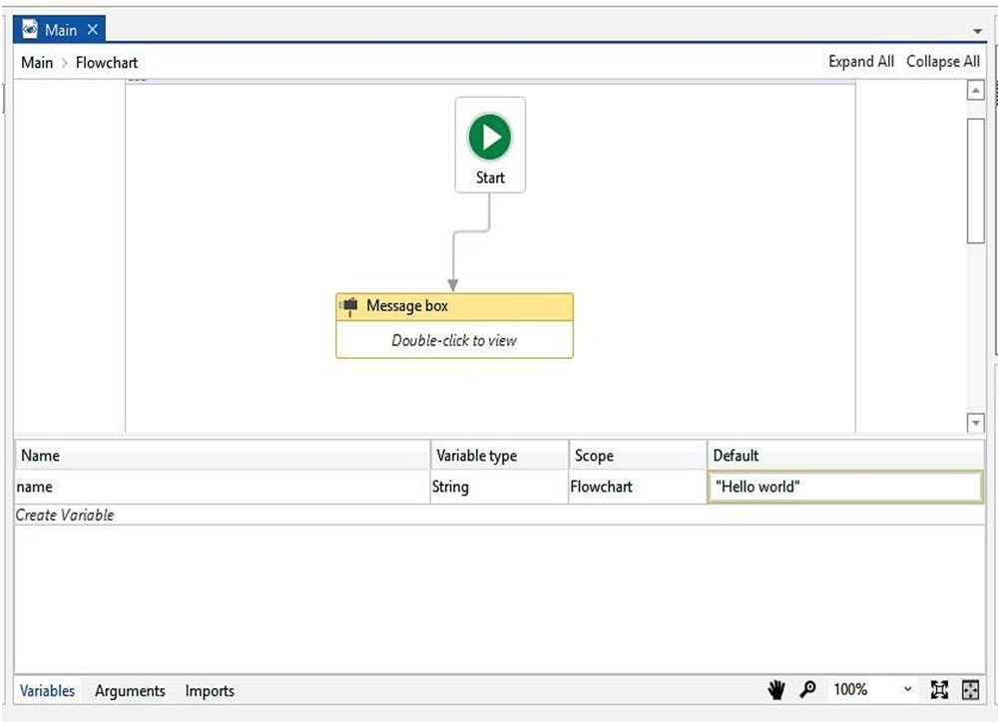 Main
Main > Flowchart Expand All Collapse All
Start
Message box
Double-click to view
Name Variable type Scope Default
name String Flowchart "Hello world"
Create Variable
Variables Arguments Imports 100%